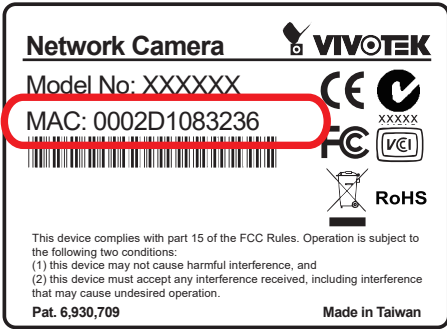 Network Camera
VIVOTEK
Model No: XXXXXX
MAC: 0002D1083236
CE
XXXXX
FC
VCI
RoHS
This device complies with part 15 of the FCC Rules. Operation is subject to
the following two conditions:
(1) this device may not cause harmful interference, and
(2) this device must accept any interference received, including interference
that may cause undesired operation.
Pat. 6,930,709
Made in Taiwan